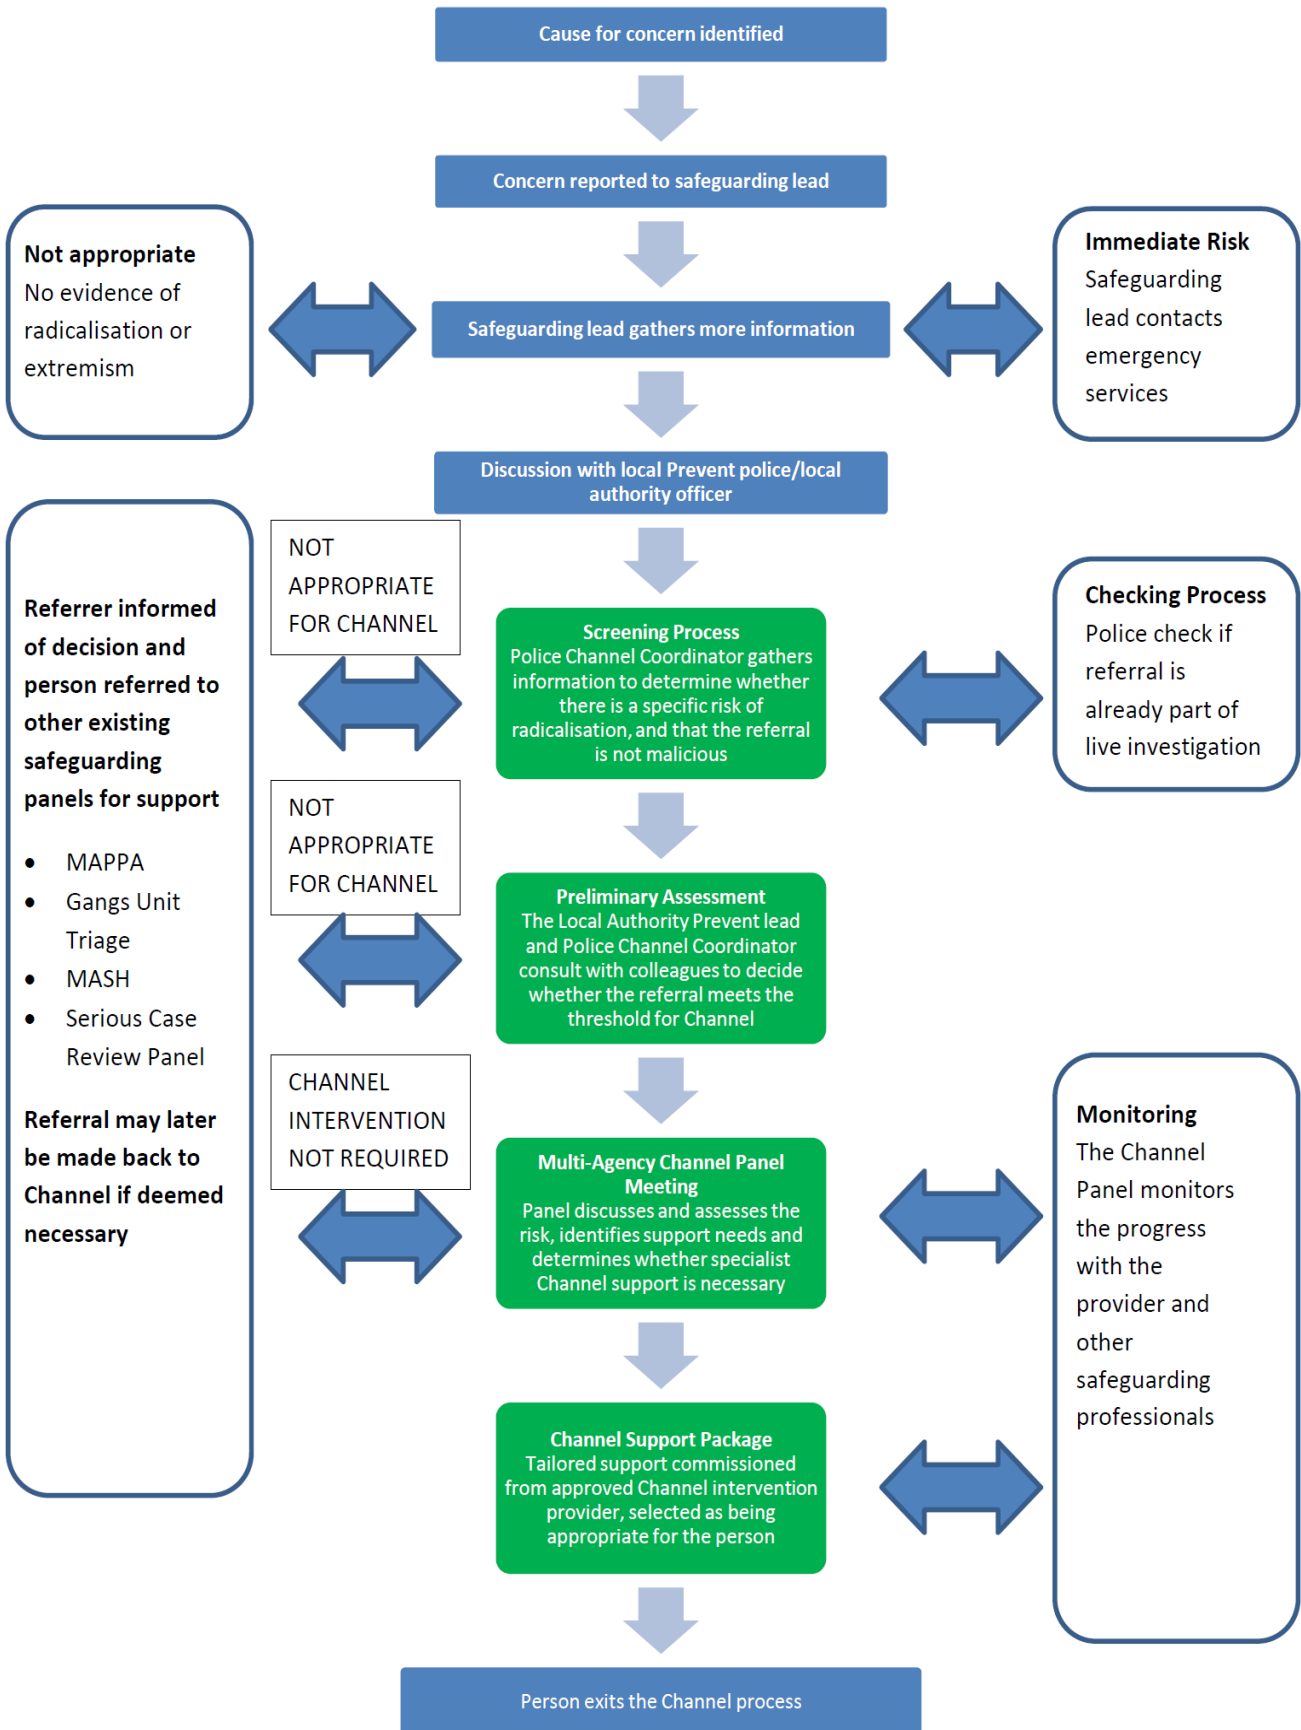 Cause for concern identified
Concern reported to safeguarding lead
Not appropriate
No evidence of
radicalisation or
extremism
Safeguarding lead gathers more information
Immediate Risk
Safeguarding
lead contacts
emergency
services
Discussion with local Prevent police/local
authority officer
Referrer informed
of decision and
person referred to
other existing
safeguarding
panels for support
• MAPPA
• Gangs Unit
Triage
• MASH
• Serious Case
Review Panel
Referral may later
be made back to
Channel if deemed
necessary
NOT
APPROPRIATE
FOR CHANNEL
Screening Process
Police Channel Coordinator gathers
information to determine whether
there is a specific risk of
radicalisation, and that the referral
is not malicious
Checking Process
Police check if
referral is
already part of
live investigation
NOT
APPROPRIATE
FOR CHANNEL
Preliminary Assessment
The Local Authority Prevent lead
and Police Channel Coordinator
consult with colleagues to decide
whether the referral meets the
threshold for Channel
CHANNEL
INTERVENTION
NOT REQUIRED
Multi-Agency Channel Panel
Meeting
Panel discusses and assesses the
risk, identifies support needs and
determines whether specialist
Channel support is necessary
Monitoring
The Channel
Panel monitors
the progress
with the
provider and
other
safeguarding
professionals
Channel Support Package
Tailored support commissioned
from approved Channel intervention
provider, selected as being
appropriate for the person
Person exits the Channel process